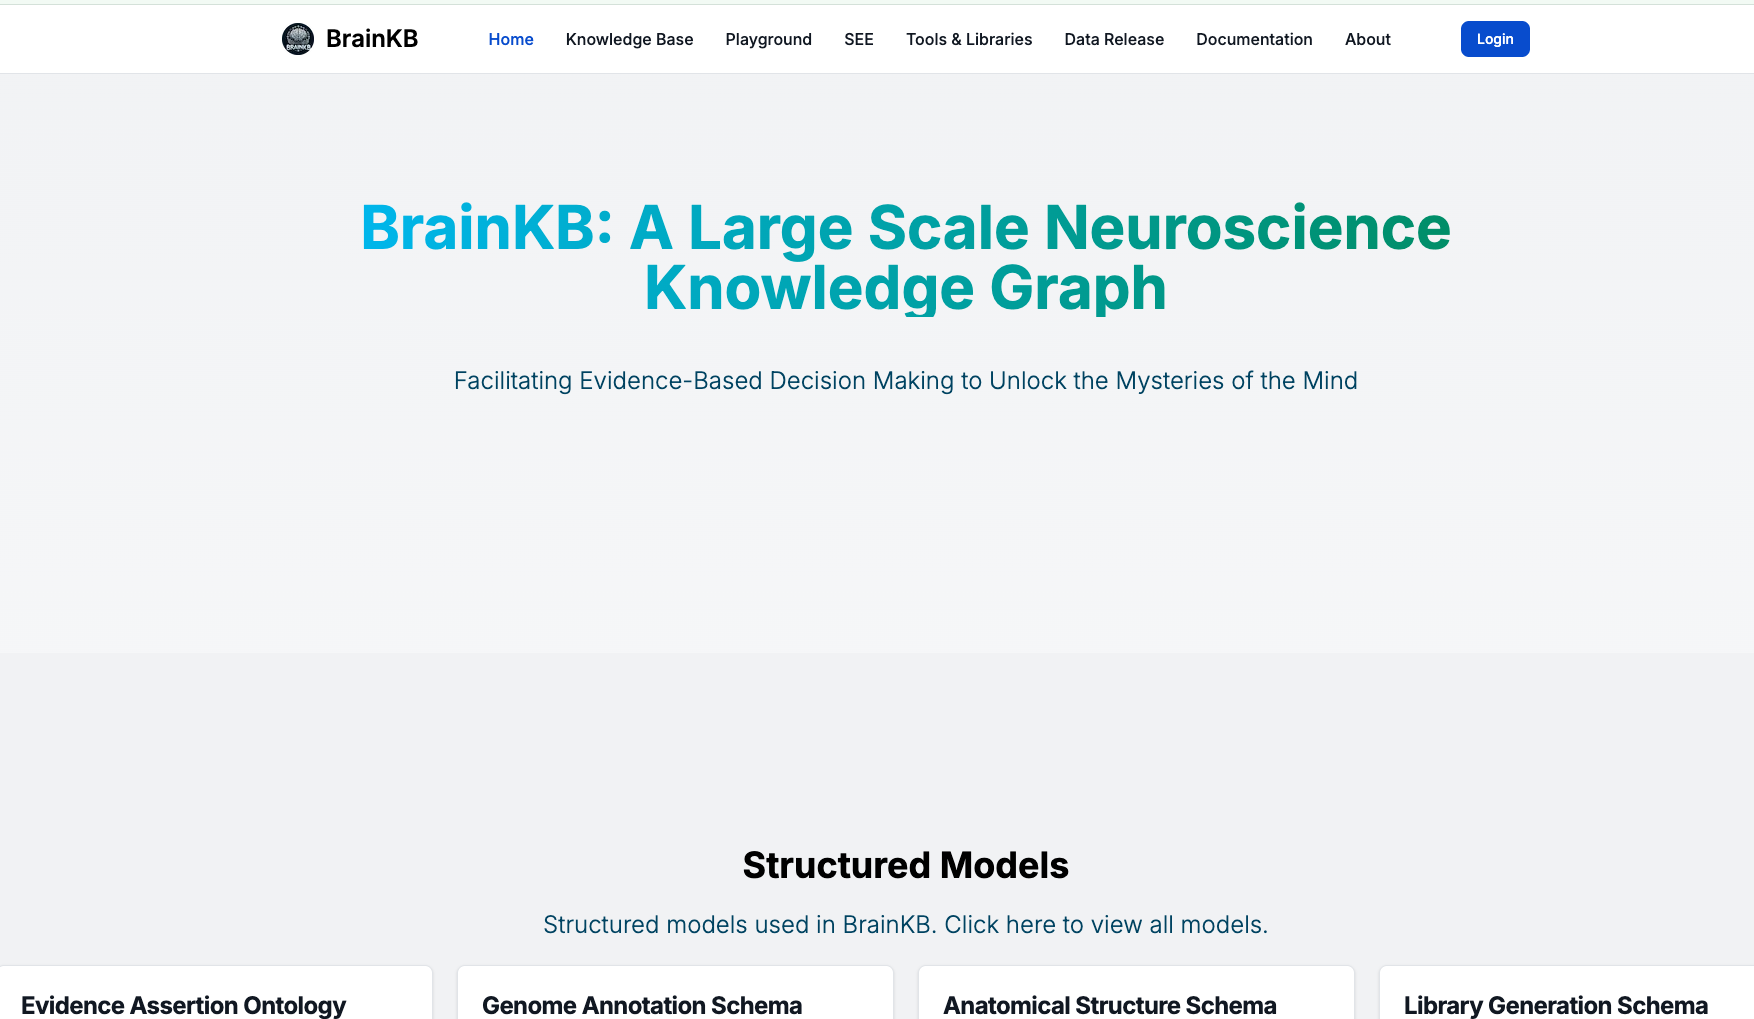 BrainKB
Home Knowledge Base Playground SEE Tools & Libraries Data Release Documentation About Login
BrainKB: A Large Scale Neuroscience
Knowledge Graph
Facilitating Evidence-Based Decision Making to Unlock the Mysteries of the Mind
Structured Models
Structured models used in BrainKB. Click here to view all models.
Evidence Assertion Ontology
Genome Annotation Schema
Anatomical Structure Schema
Library Generation Schema